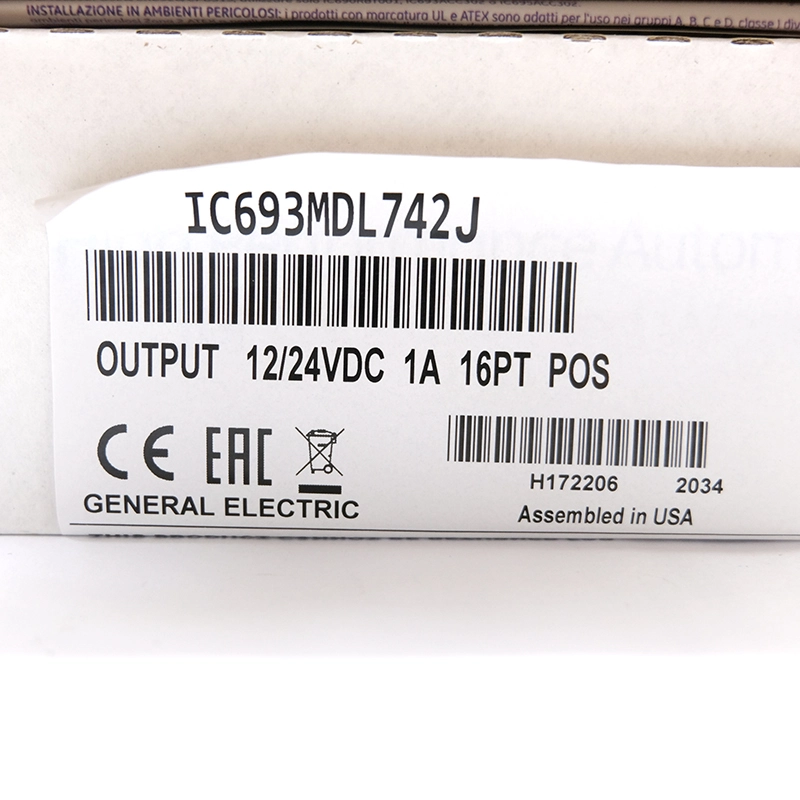 INSTALLAZIONE IN AMBIENTI PERICOLOSI: i prodotti con marcatura UL e ATEX sono adatti per l'uso nei gruppi A, B, C e D, classe I div
IC693MDL742J
OUTPUT 12/24VDC 1A 16PT POS
CE EAC
H172206 2034
GENERAL ELECTRIC
Assembled in USA